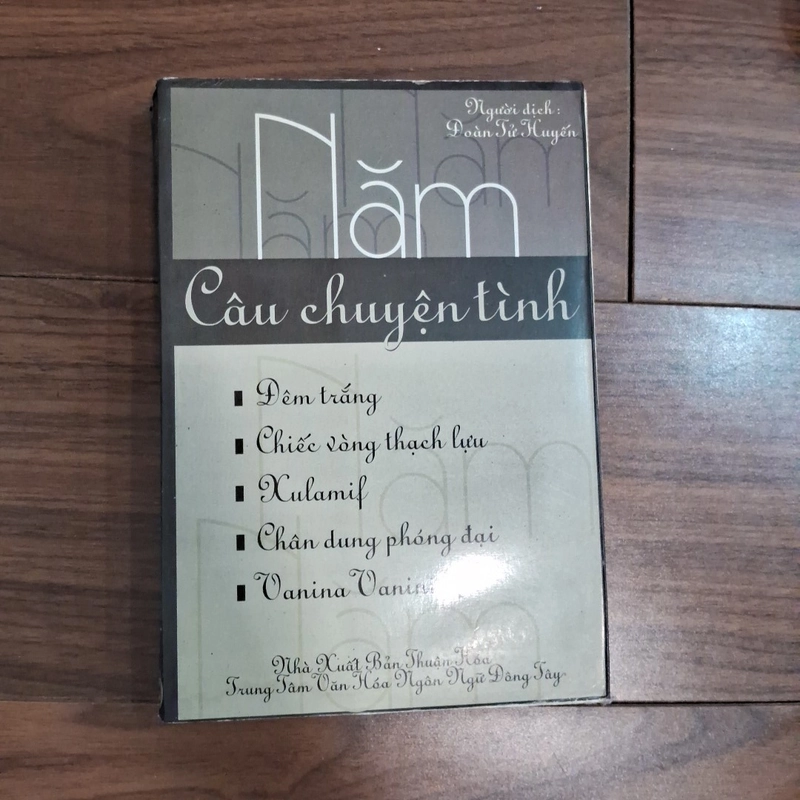 Người dịch:
Đoàn Tử Huyến
Năm
Câu chuyện tình
Đêm trắng
Chiếc vòng thạch lựu
Xulamif
Chân dung phóng đại
Vanina
Nhà Xuất Bản Thuận Hóa
Trung Tâm Văn Hóa Ngôn Ngữ Đông Tây